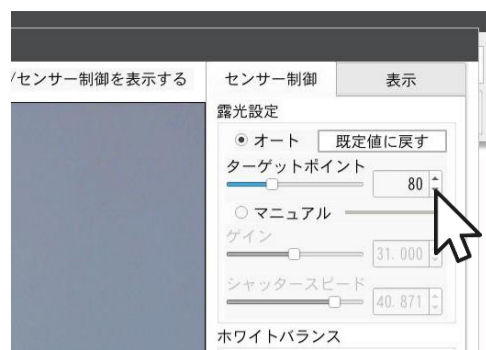 /センサー制御を表示する
センサー制御
表示
露光設定
オート
既定値に戻す
ターゲットポイント
80
マニュアル
ゲイン
31.000
シャッタースピード
40.871
ホワイトバランス